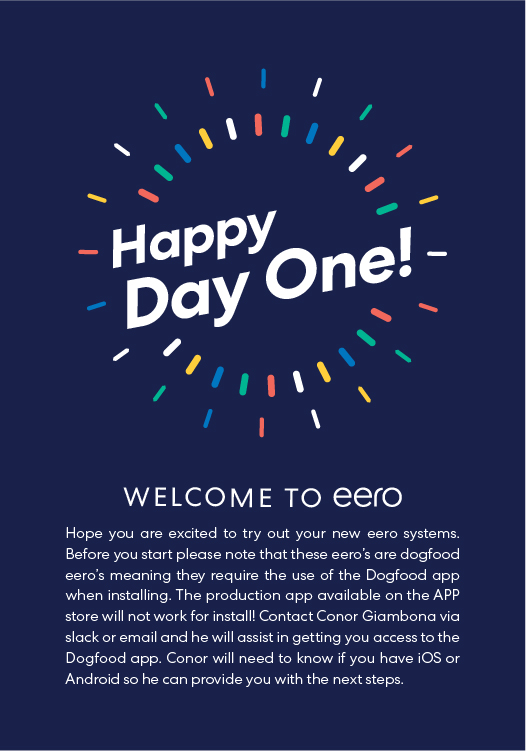 Happy
Day One!
WELCOME TO eero
Hope you are excited to try out your new eero systems.
Before you start please note that these eero's are dogfood
eero's meaning they require the use of the Dogfood app
when installing. The production app available on the APP
store will not work for install! Contact Conor Giambona via
slack or email and he will assist in getting you access to the
Dogfood app. Conor will need to know if you have iOS or
Android so he can provide you with the next steps.